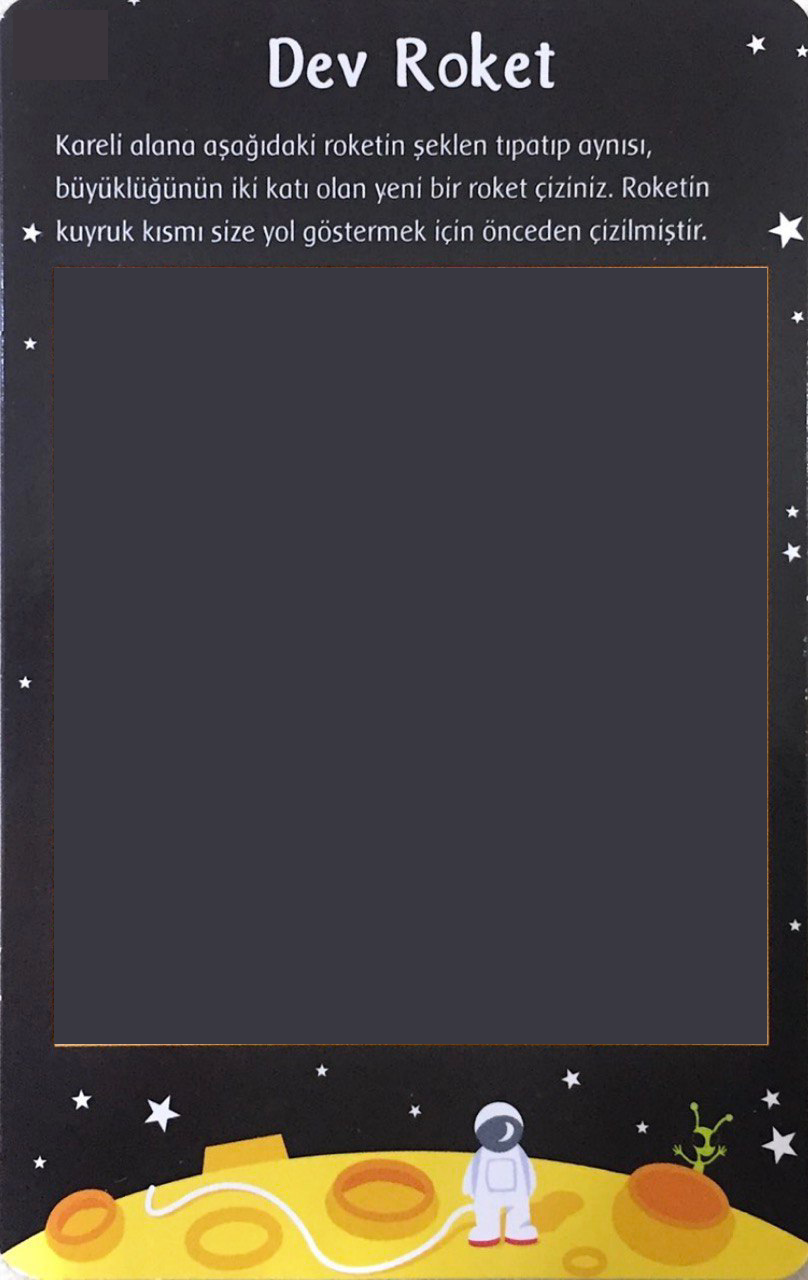 Dev Roket
Kareli alana aşağıdaki roketin şeklen tıpatıp aynısı,
büyüklüğünün iki katı olan yeni bir roket çiziniz. Roketin
kuyruk kısmı size yol göstermek için önceden çizilmiştir.